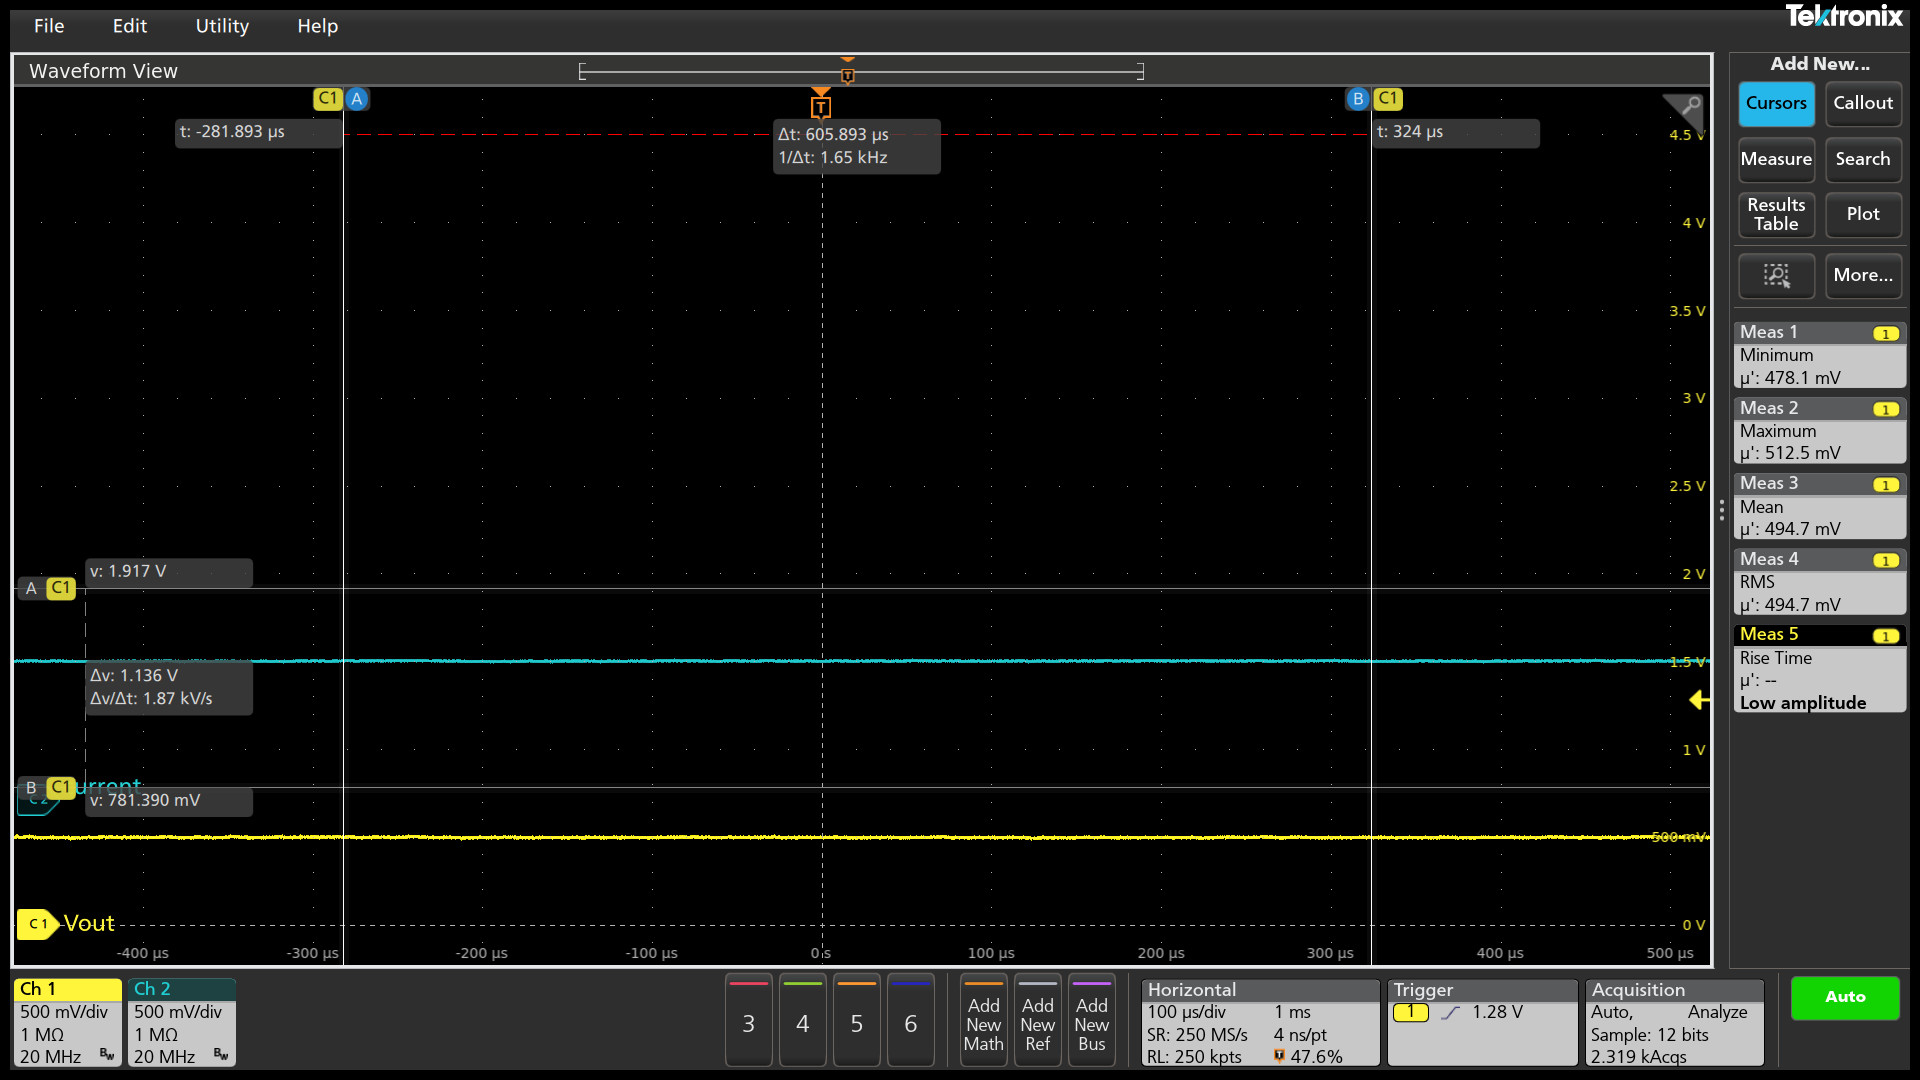 Tektronix
File Edit Utility Help
Waveform View
Add New...
Cursors Callout
Measure Search
Results Table Plot
More...
C1 A T B C1
t: -281.893 µs
Δt: 605.893 µs
1/Δt: 1.65 kHz
t: 324 µs
4.5 V
4 V
3.5 V
3 V
2.5 V
2 V
1.5 V
1 V
500 mV
0 V
A C1
v: 1.917 V
Δv: 1.136 V
Δv/Δt: 1.87 kV/s
B C1
v: 781.390 mV
C 1 Vout
-400 µs -300 µs -200 µs -100 µs 0 s 100 µs 200 µs 300 µs 400 µs 500 µs
Meas 1 1
Minimum
µ': 478.1 mV
Meas 2 1
Maximum
µ': 512.5 mV
Meas 3 1
Mean
µ': 494.7 mV
Meas 4 1
RMS
µ': 494.7 mV
Meas 5 1
Rise Time
µ': --
Low amplitude
Ch 1
500 mV/div
1 MΩ
20 MHz Bw
Ch 2
500 mV/div
1 MΩ
20 MHz Bw
3 4 5 6
Add New Math
Add New Ref
Add New Bus
Horizontal
100 µs/div 1 ms
SR: 250 MS/s 4 ns/pt
RL: 250 kpts T 47.6%
Trigger
1 1.28 V
Acquisition
Auto, Analyze
Sample: 12 bits
2.319 kAcqs
Auto